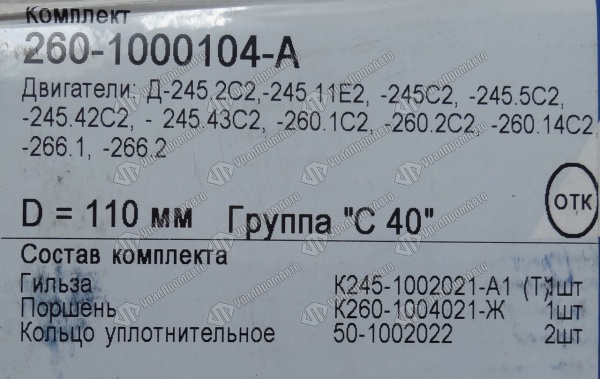 Комплект
260-1000104-А
Двигатели: Д-245.2С2,-245.11Е2, -245С2, -245.5С2,
-245.42С2, - 245.43С2, -260.1С2, -260.2С2, -260.14С2
-266.1, -266.2
ОТК
D = 110 мм Группа "С 40"
Состав комплекта
Гильза К245-1002021-А1 (Т) 1шт
Поршень К260-1004021-Ж 1шт
Кольцо уплотнительное 50-1002022 2шт